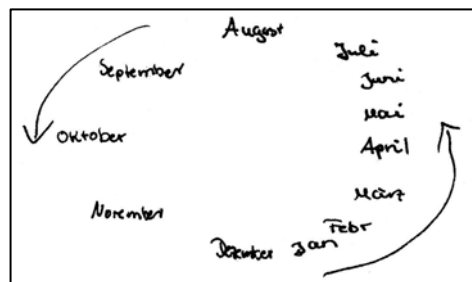 August
Juli
September
Juni
Mai
Oktober
April
März
November
Febr
Dezember Jan